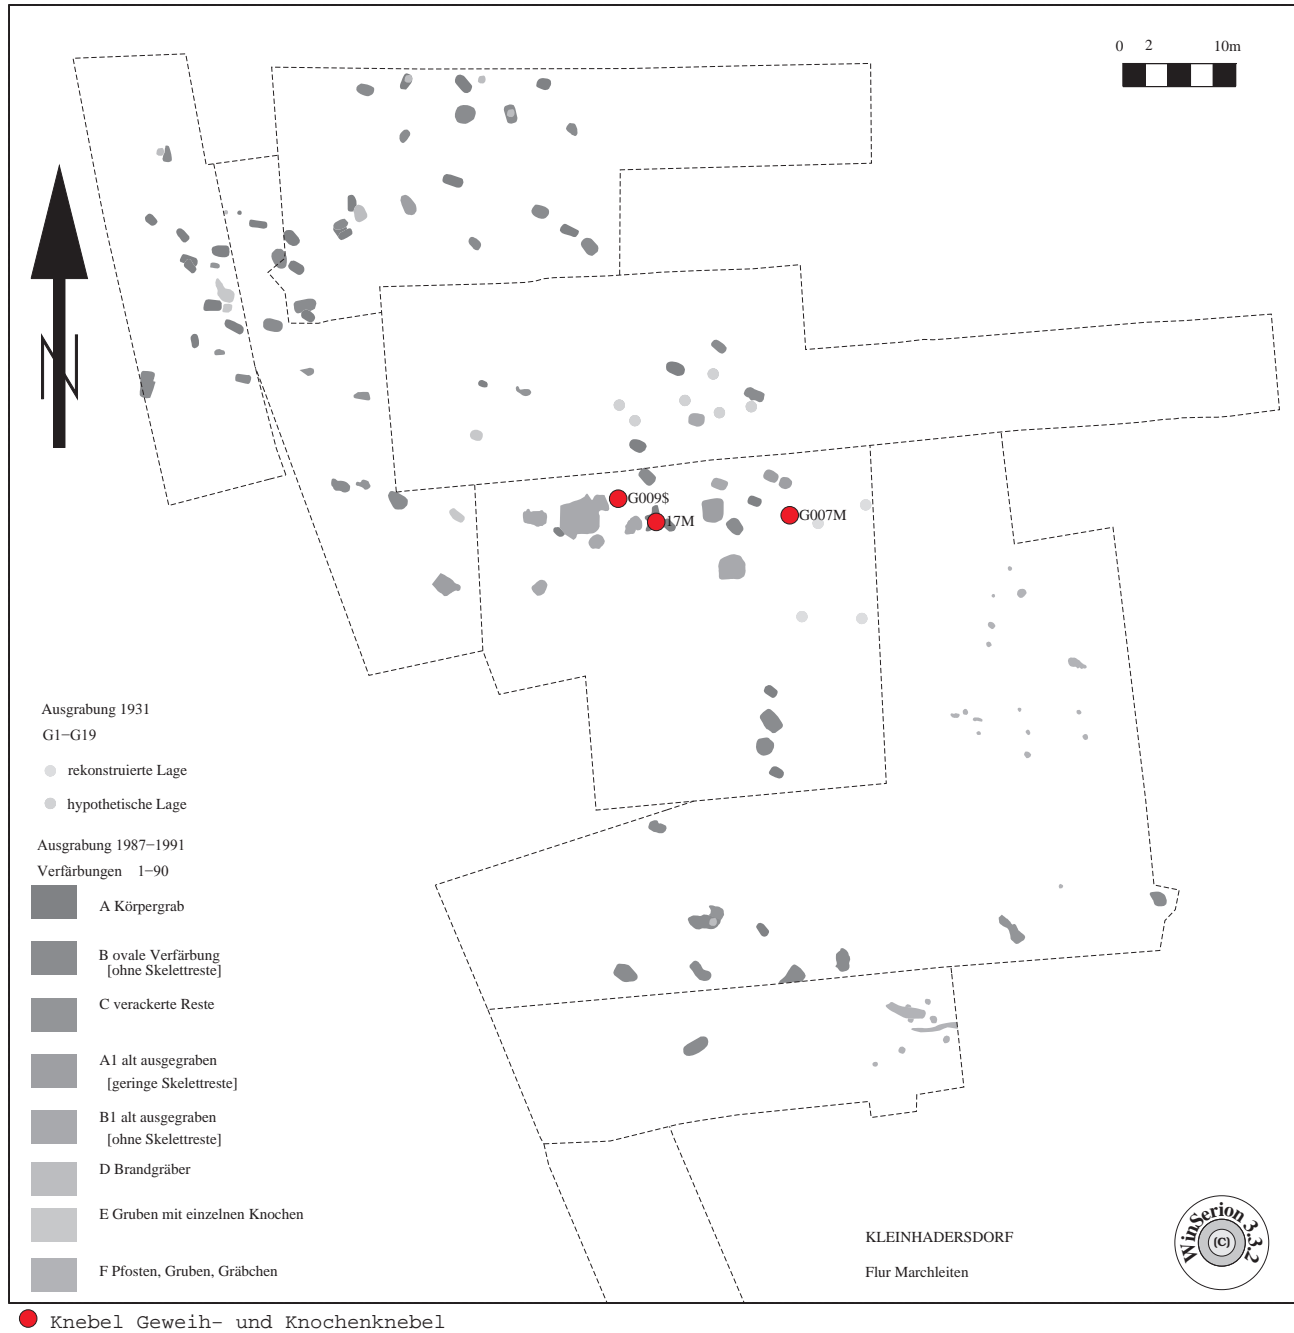 0 2 10m
N
G009$
17M
G007M
Ausgrabung 1931
G1−G19
rekonstruierte Lage
hypothetische Lage
Ausgrabung 1987−1991
Verfärbungen 1−90
A Körpergrab
B ovale Verfärbung
[ohne Skelettreste]
C verackerte Reste
A1 alt ausgegraben
[geringe Skelettreste]
B1 alt ausgegraben
[ohne Skelettreste]
D Brandgräber
E Gruben mit einzelnen Knochen
F Pfosten, Gruben, Gräbchen
KLEINHADERSDORF
Flur Marchleiten
WinSerion 3.3.2
(C)
Knebel Geweih− und Knochenknebel